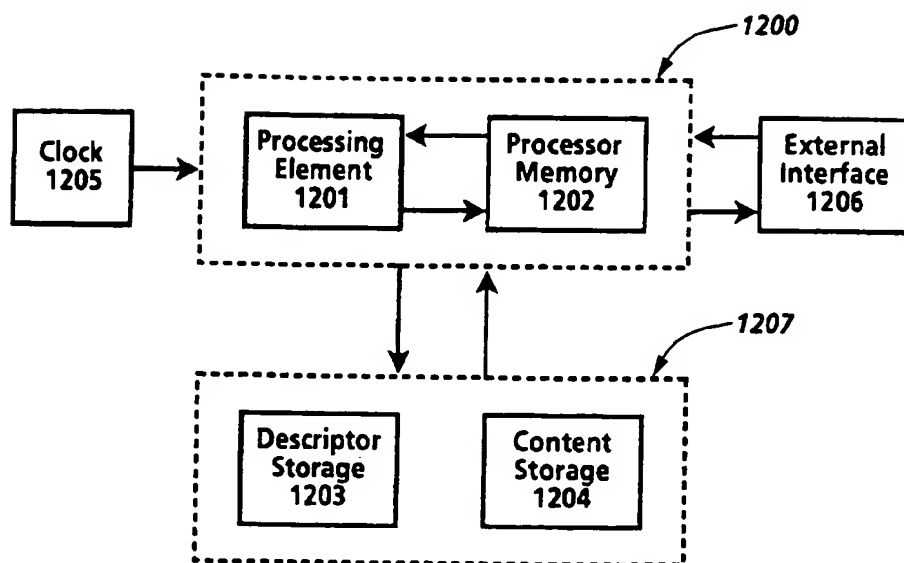 1200
Clock
1205
Processing
Element
1201
Processor
Memory
1202
External
Interface
1206
1207
Descriptor
Storage
1203
Content
Storage
1204